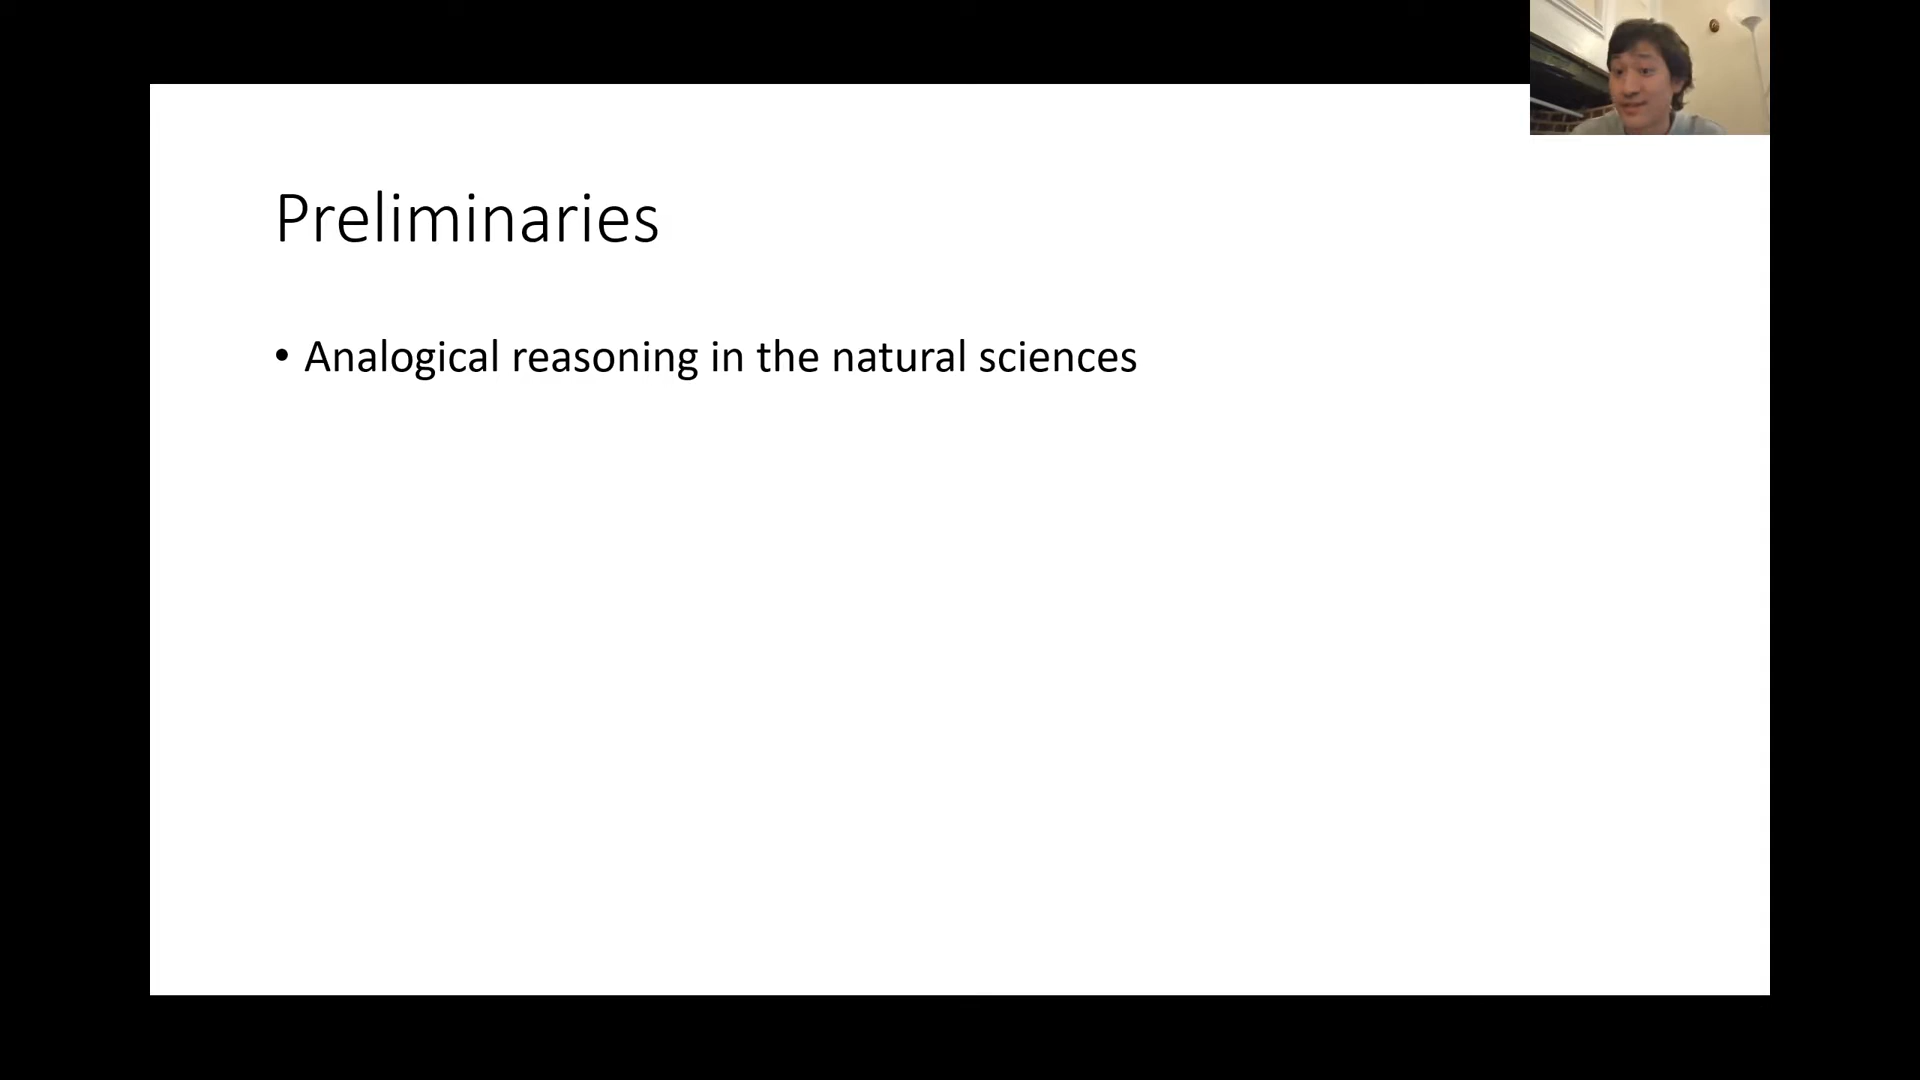 Preliminaries
• Analogical reasoning in the natural sciences